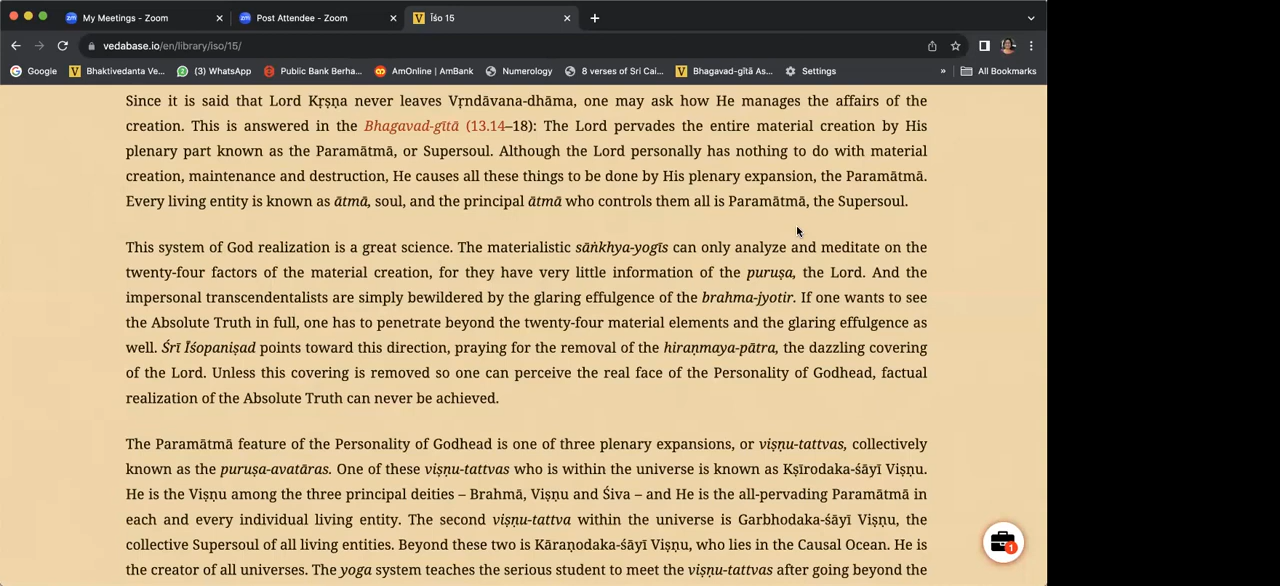 My Meetings - Zoom
Post Attendee - Zoom
Īśo 15
vedabase.io/en/library/iso/15/
Google
Bhaktivedanta Ve...
(3) WhatsApp
Public Bank Berha...
AmOnline | AmBank
Numerology
8 verses of Sri Cai...
Bhagavad-gītā As...
Settings
»
All Bookmarks
Since it is said that Lord Kṛṣṇa never leaves Vṛndāvana-dhāma, one may ask how He manages the affairs of the
creation. This is answered in the Bhagavad-gītā (13.14–18): The Lord pervades the entire material creation by His
plenary part known as the Paramātmā, or Supersoul. Although the Lord personally has nothing to do with material
creation, maintenance and destruction, He causes all these things to be done by His plenary expansion, the Paramātmā.
Every living entity is known as ātmā, soul, and the principal ātmā who controls them all is Paramātmā, the Supersoul.
This system of God realization is a great science. The materialistic sāṅkhya-yogīs can only analyze and meditate on the
twenty-four factors of the material creation, for they have very little information of the puruṣa, the Lord. And the
impersonal transcendentalists are simply bewildered by the glaring effulgence of the brahma-jyotir. If one wants to see
the Absolute Truth in full, one has to penetrate beyond the twenty-four material elements and the glaring effulgence as
well. Śrī Īśopaniṣad points toward this direction, praying for the removal of the hiraṇmaya-pātra, the dazzling covering
of the Lord. Unless this covering is removed so one can perceive the real face of the Personality of Godhead, factual
realization of the Absolute Truth can never be achieved.
The Paramātmā feature of the Personality of Godhead is one of three plenary expansions, or viṣṇu-tattvas, collectively
known as the puruṣa-avatāras. One of these viṣṇu-tattvas who is within the universe is known as Kṣīrodaka-śāyī Viṣṇu.
He is the Viṣṇu among the three principal deities – Brahmā, Viṣṇu and Śiva – and He is the all-pervading Paramātmā in
each and every individual living entity. The second viṣṇu-tattva within the universe is Garbhodaka-śāyī Viṣṇu, the
collective Supersoul of all living entities. Beyond these two is Kāraṇodaka-śāyī Viṣṇu, who lies in the Causal Ocean. He is
the creator of all universes. The yoga system teaches the serious student to meet the viṣṇu-tattvas after going beyond the
1